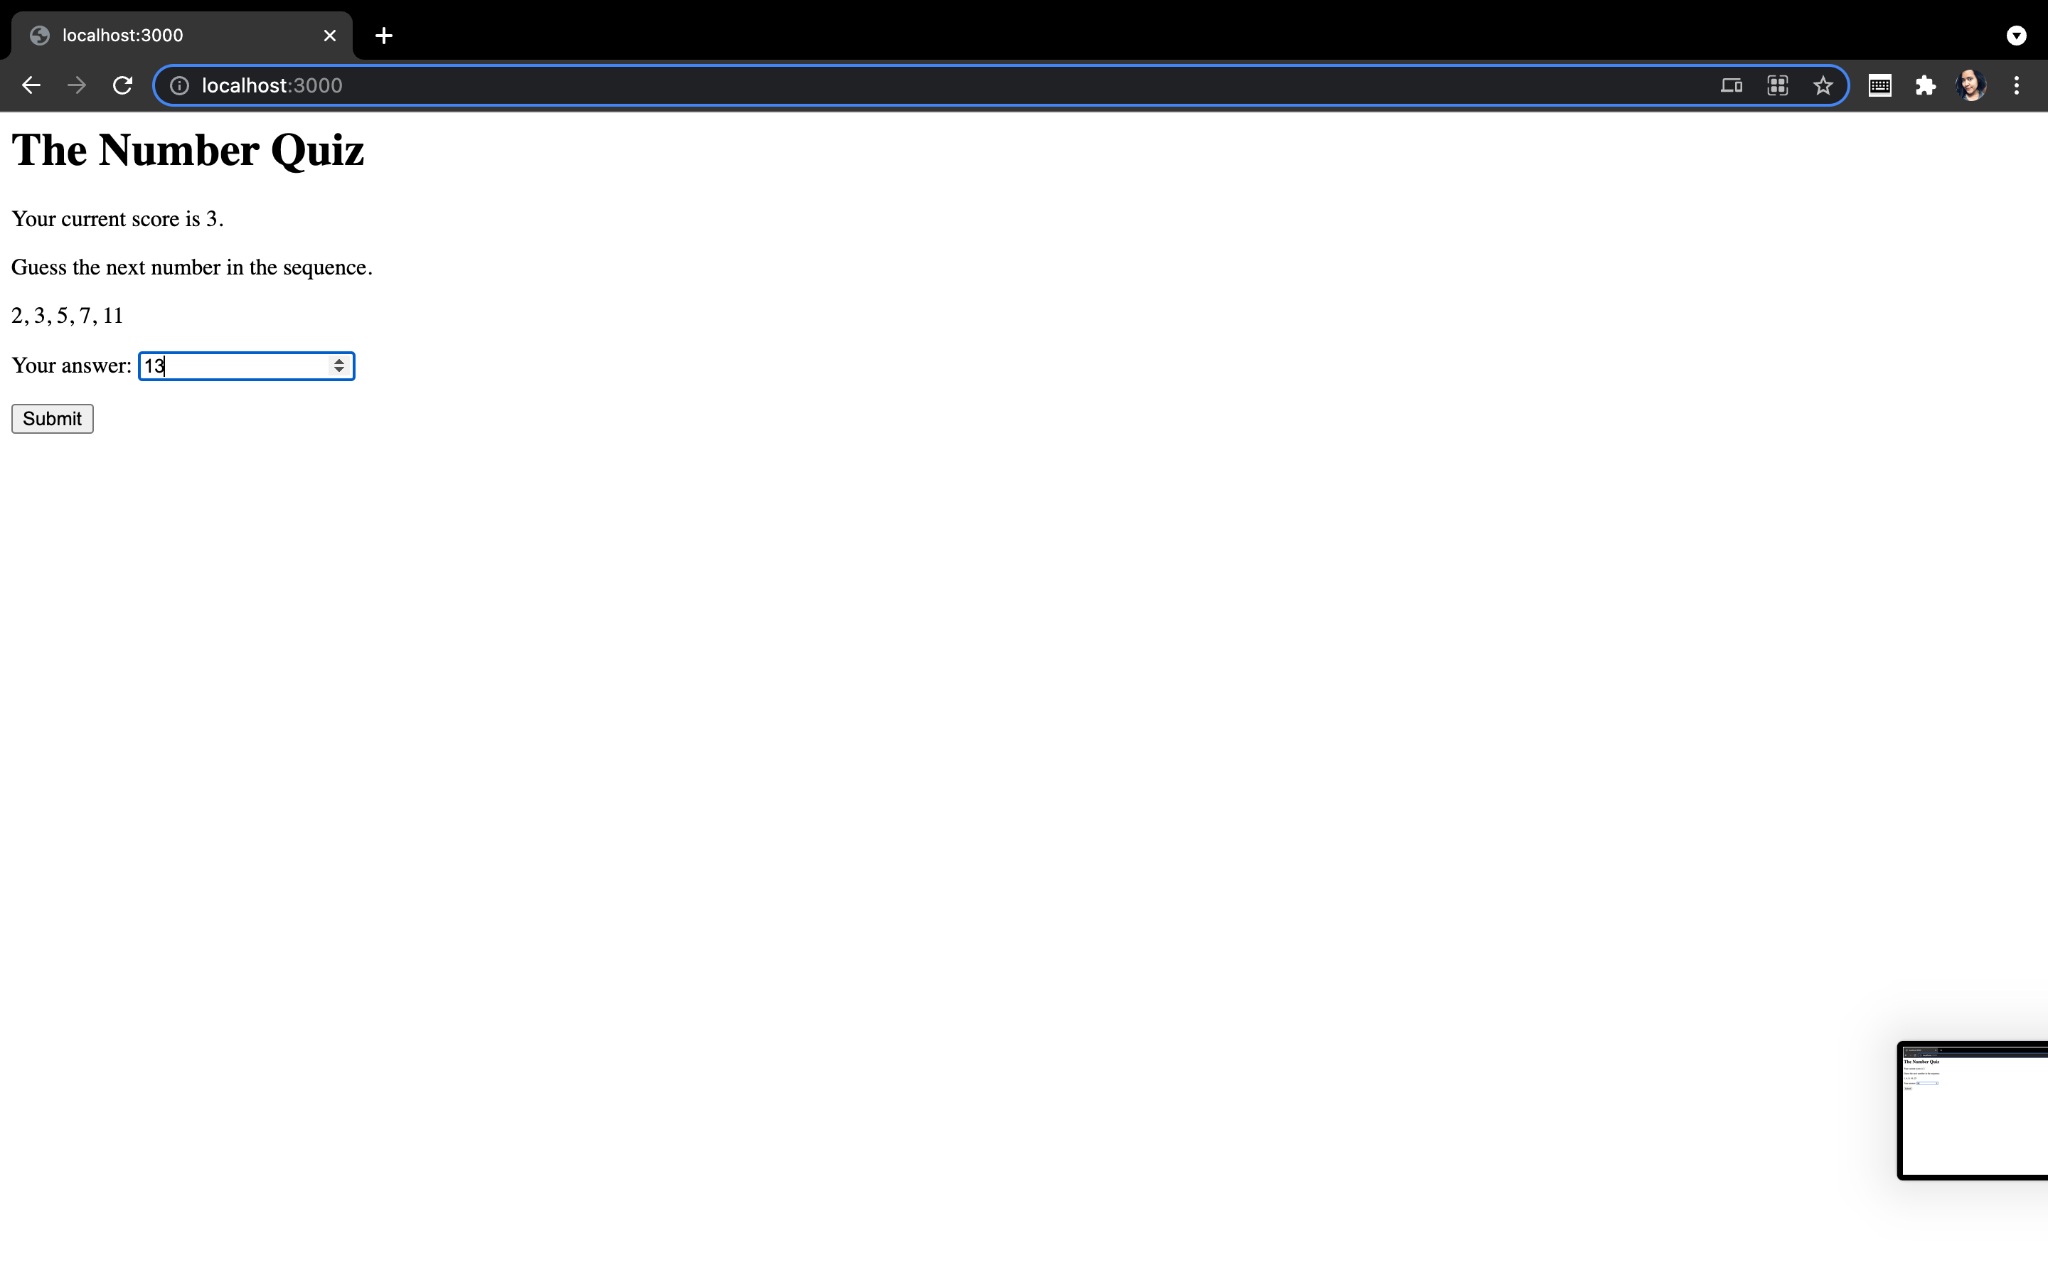 localhost:3000
localhost:3000
The Number Quiz
Your current score is 3.
Guess the next number in the sequence.
2, 3, 5, 7, 11
Your answer: 13
Submit